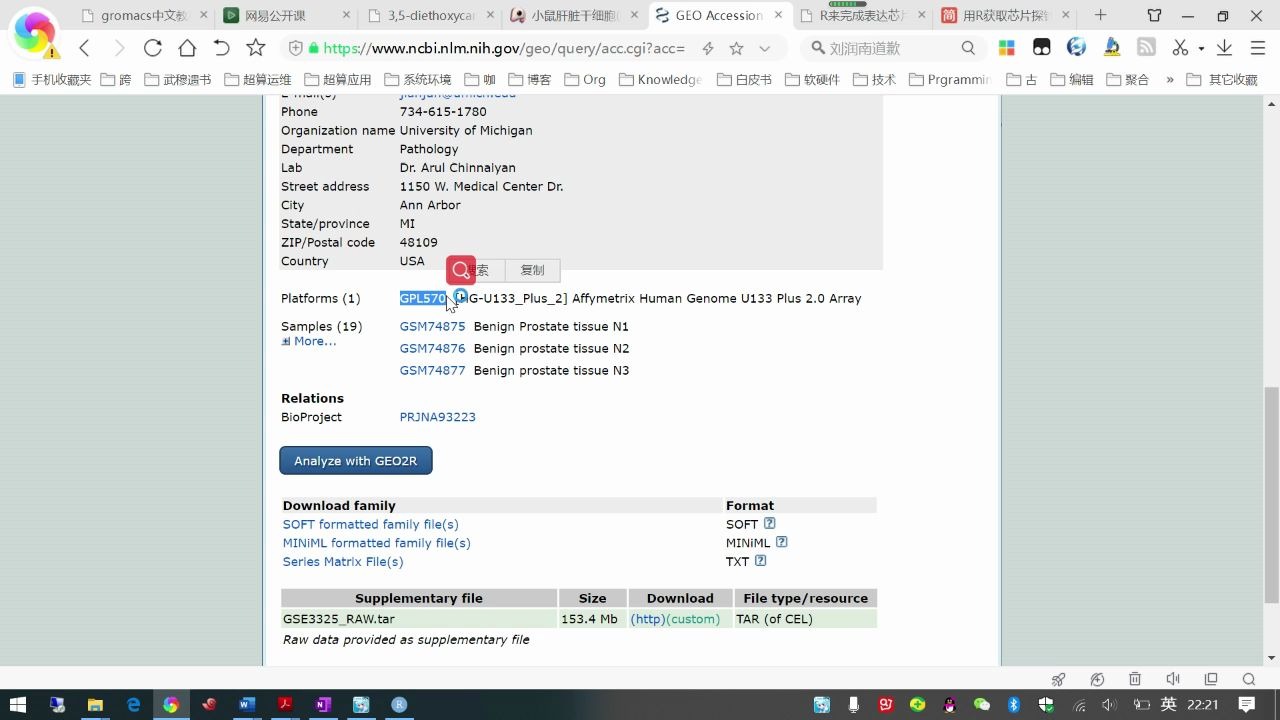 gromacs中文教
网易公开课
3,5-diethoxycar
小鼠肝脏干细胞(
GEO Accession
R来完成表达芯
用R获取芯片探针
https://www.ncbi.nlm.nih.gov/geo/query/acc.cgi?acc=
刘润南道歉
手机收藏夹 跨 武穆遗书 超算运维 超算应用 系统环境 咖 博客 Org Knowledge 白皮书 软硬件 技术 Prgrammin 古 编辑 聚合 » 其它收藏
E-mail(s) jianjun@umich.edu
Phone 734-615-1780
Organization name University of Michigan
Department Pathology
Lab Dr. Arul Chinnaiyan
Street address 1150 W. Medical Center Dr.
City Ann Arbor
State/province MI
ZIP/Postal code 48109
Country USA
复制
Platforms (1) GPL570 G-U133_Plus_2] Affymetrix Human Genome U133 Plus 2.0 Array
Samples (19) GSM74875 Benign Prostate tissue N1
More...
GSM74876 Benign prostate tissue N2
GSM74877 Benign prostate tissue N3
Relations
BioProject PRJNA93223
Analyze with GEO2R
Download family Format
SOFT formatted family file(s) SOFT ?
MINiML formatted family file(s) MINiML ?
Series Matrix File(s) TXT ?
Supplementary file Size Download File type/resource
GSE3325_RAW.tar 153.4 Mb (http)(custom) TAR (of CEL)
Raw data provided as supplementary file
英 22:21